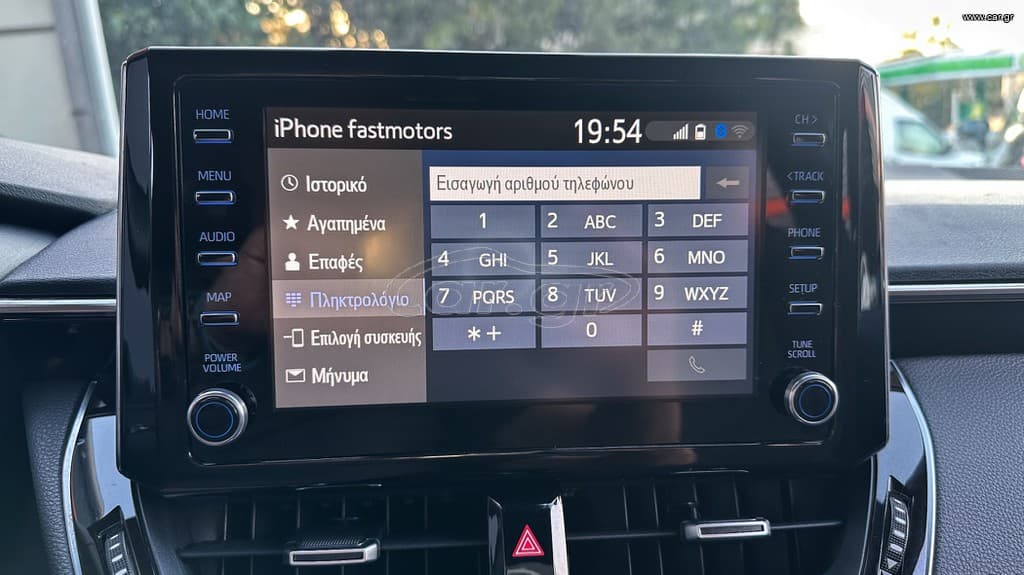 www.car.gr
HOME
MENU
AUDIO
MAP
POWER
VOLUME
iPhone fastmotors 19:54
Ιστορικό
Αγαπημένα
Επαφές
Πληκτρολόγιο
Επιλογή συσκευής
Μήνυμα
Εισαγωγή αριθμού τηλεφώνου
1 2 ABC 3 DEF
4 GHI 5 JKL 6 MNO
7 PQRS 8 TUV 9 WXYZ
*+ 0 #
car.gr
CH >
< TRACK
PHONE
SETUP
TUNE
SCROLL